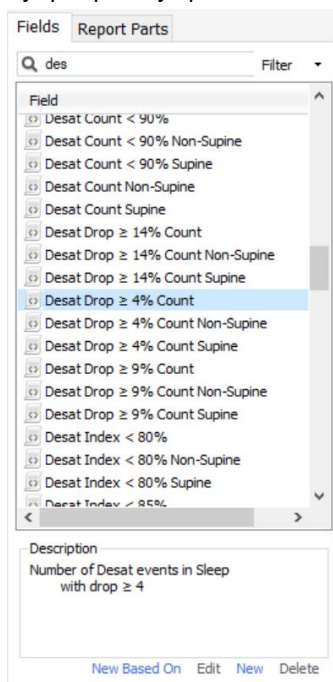 Fields Report Parts
des Filter
Field
Desat Count < 90%
Desat Count < 90% Non-Supine
Desat Count < 90% Supine
Desat Count Non-Supine
Desat Count Supine
Desat Drop ≥ 14% Count
Desat Drop ≥ 14% Count Non-Supine
Desat Drop ≥ 14% Count Supine
Desat Drop ≥ 4% Count
Desat Drop ≥ 4% Count Non-Supine
Desat Drop ≥ 4% Count Supine
Desat Drop ≥ 9% Count
Desat Drop ≥ 9% Count Non-Supine
Desat Drop ≥ 9% Count Supine
Desat Index < 80%
Desat Index < 80% Non-Supine
Desat Index < 80% Supine
Desat Index < 85%
Description
Number of Desat events in Sleep
with drop ≥ 4
New Based On Edit New Delete